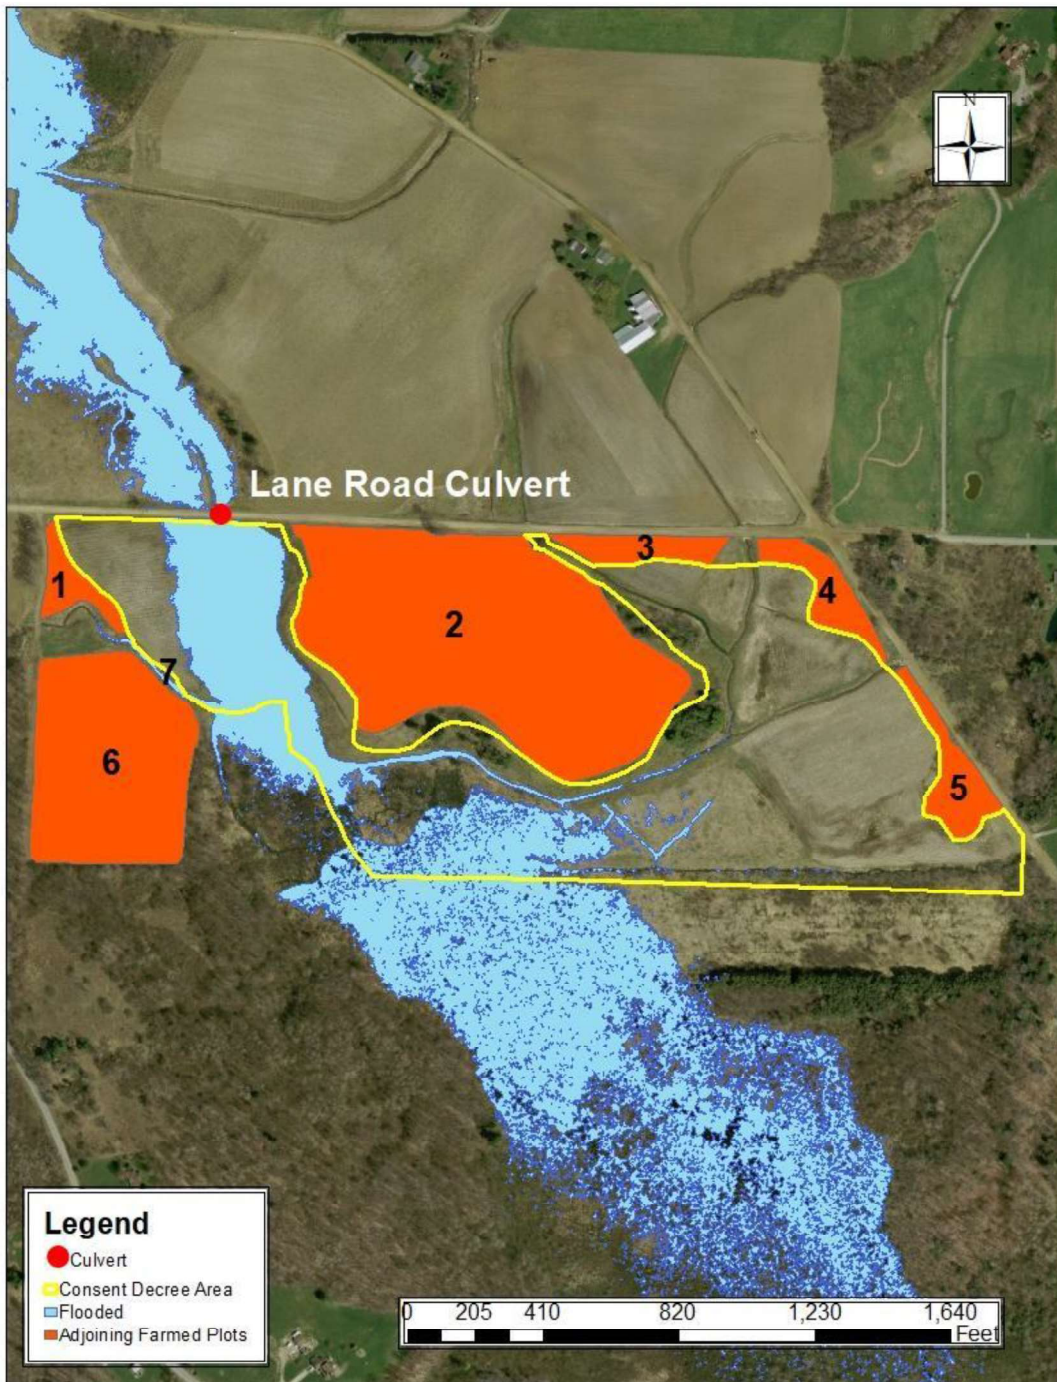 N
Lane Road Culvert
3
1
4
2
7
6
5
Legend
Culvert
Consent Decree Area
Flooded
Adjoining Farmed Plots
0 205 410 820 1,230 1,640
Feet